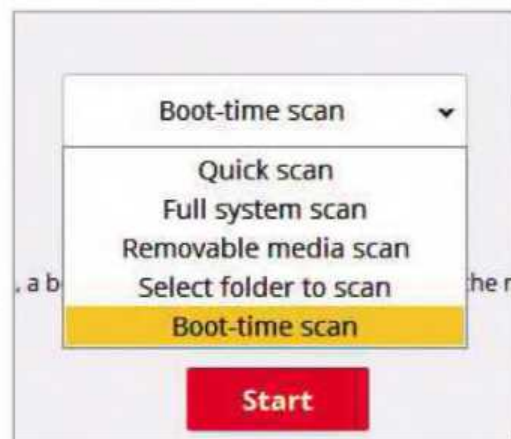 Boot-time scan
Quick scan
Full system scan
Removable media scan
, a b
Select folder to scan
he r
Boot-time scan
Start